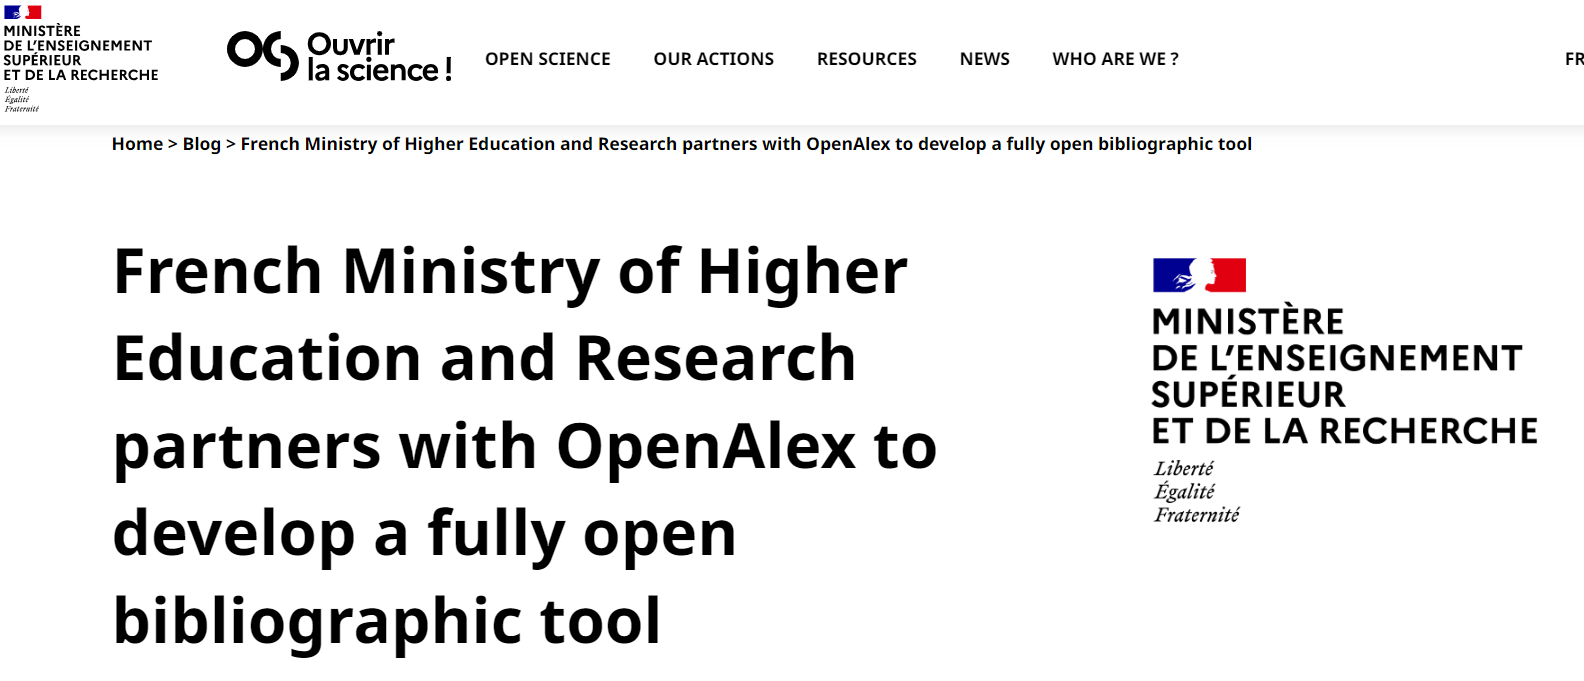 MINISTÈRE
DE L'ENSEIGNEMENT
SUPÉRIEUR
ET DE LA RECHERCHE
Liberté
Égalité
Fraternité
Ouvrir
la science !
OPEN SCIENCE
OUR ACTIONS
RESOURCES
NEWS
WHO ARE WE ?
FR
Home > Blog > French Ministry of Higher Education and Research partners with OpenAlex to develop a fully open bibliographic tool
French Ministry of Higher
Education and Research
partners with OpenAlex to
develop a fully open
bibliographic tool
MINISTÈRE
DE L'ENSEIGNEMENT
SUPÉRIEUR
ET DE LA RECHERCHE
Liberté
Égalité
Fraternité